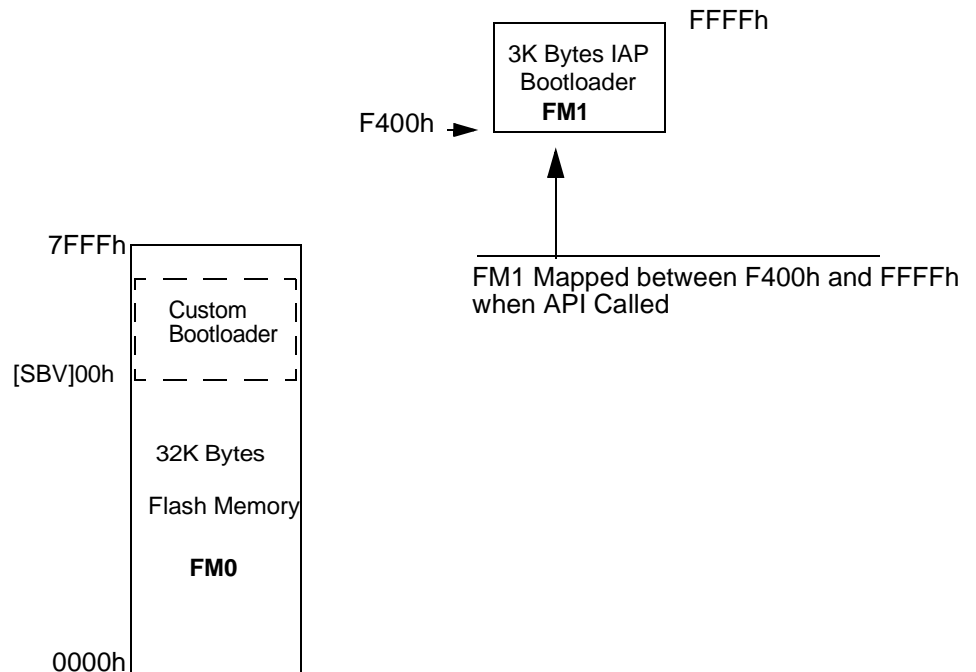 FFFFh
3K Bytes IAP
Bootloader
FM1
F400h
7FFFh
FM1 Mapped between F400h and FFFFh
when API Called
Custom
Bootloader
[SBV]00h
32K Bytes
Flash Memory
FM0
0000h